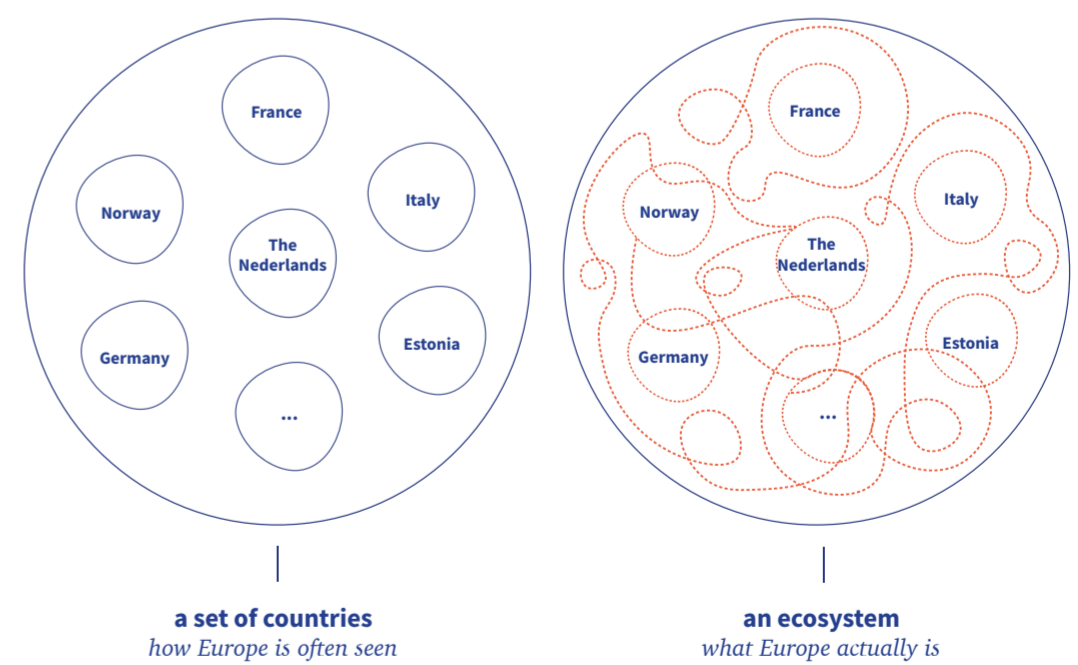 France
Norway
Italy
The
Nederlands
Germany
Estonia
...
a set of countries
how Europe is often seen
France
Norway
Italy
The
Nederlands
Germany
Estonia
...
an ecosystem
what Europe actually is